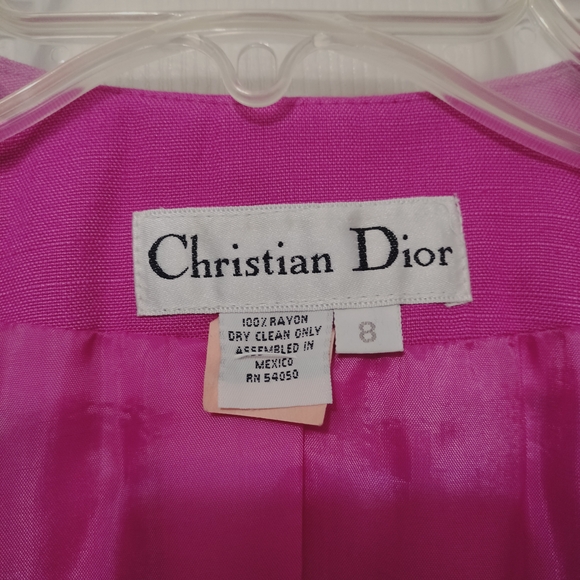 Christian Dior
100% RAYON
DRY CLEAN ONLY
ASSEMBLED IN
MEXICO
RN 54050
8